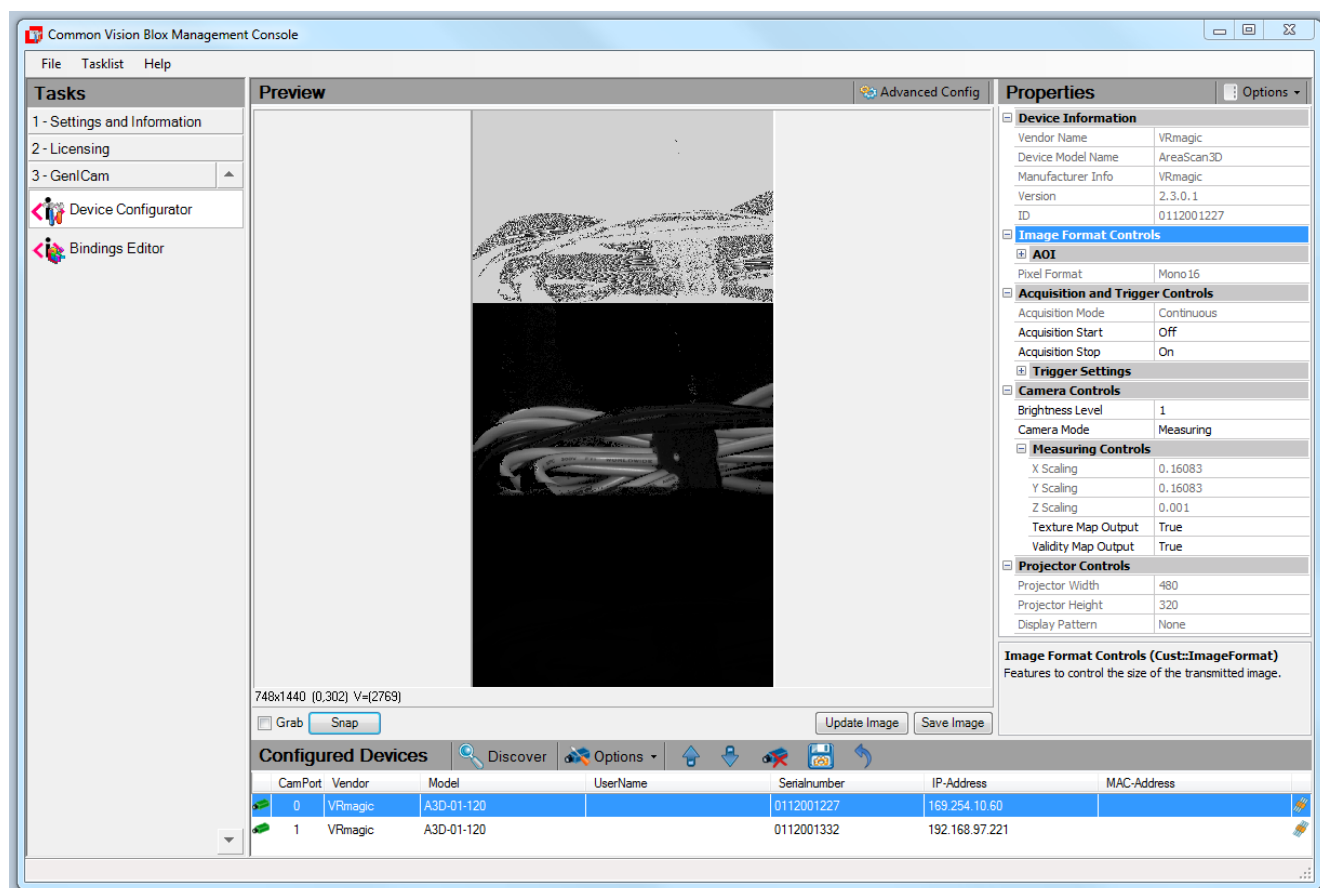 Common Vision Blox Management Console
File Tasklist Help
Tasks
1 - Settings and Information
2 - Licensing
3 - GenICam
Device Configurator
Bindings Editor
Preview Advanced Config
748x1440 (0,302) V=(2769)
Grab Snap Update Image Save Image
Properties Options
Device Information
Vendor Name VRmagic
Device Model Name AreaScan3D
Manufacturer Info VRmagic
Version 2.3.0.1
ID 0112001227
Image Format Controls
AOI
Pixel Format Mono16
Acquisition and Trigger Controls
Acquisition Mode Continuous
Acquisition Start Off
Acquisition Stop On
Trigger Settings
Camera Controls
Brightness Level 1
Camera Mode Measuring
Measuring Controls
X Scaling 0.16083
Y Scaling 0.16083
Z Scaling 0.001
Texture Map Output True
Validity Map Output True
Projector Controls
Projector Width 480
Projector Height 320
Display Pattern None
Image Format Controls (Cust::ImageFormat)
Features to control the size of the transmitted image.
Configured Devices Discover Options
CamPort Vendor Model UserName Serialnumber IP-Address MAC-Address
0 VRmagic A3D-01-120 0112001227 169.254.10.60
1 VRmagic A3D-01-120 0112001332 192.168.97.221